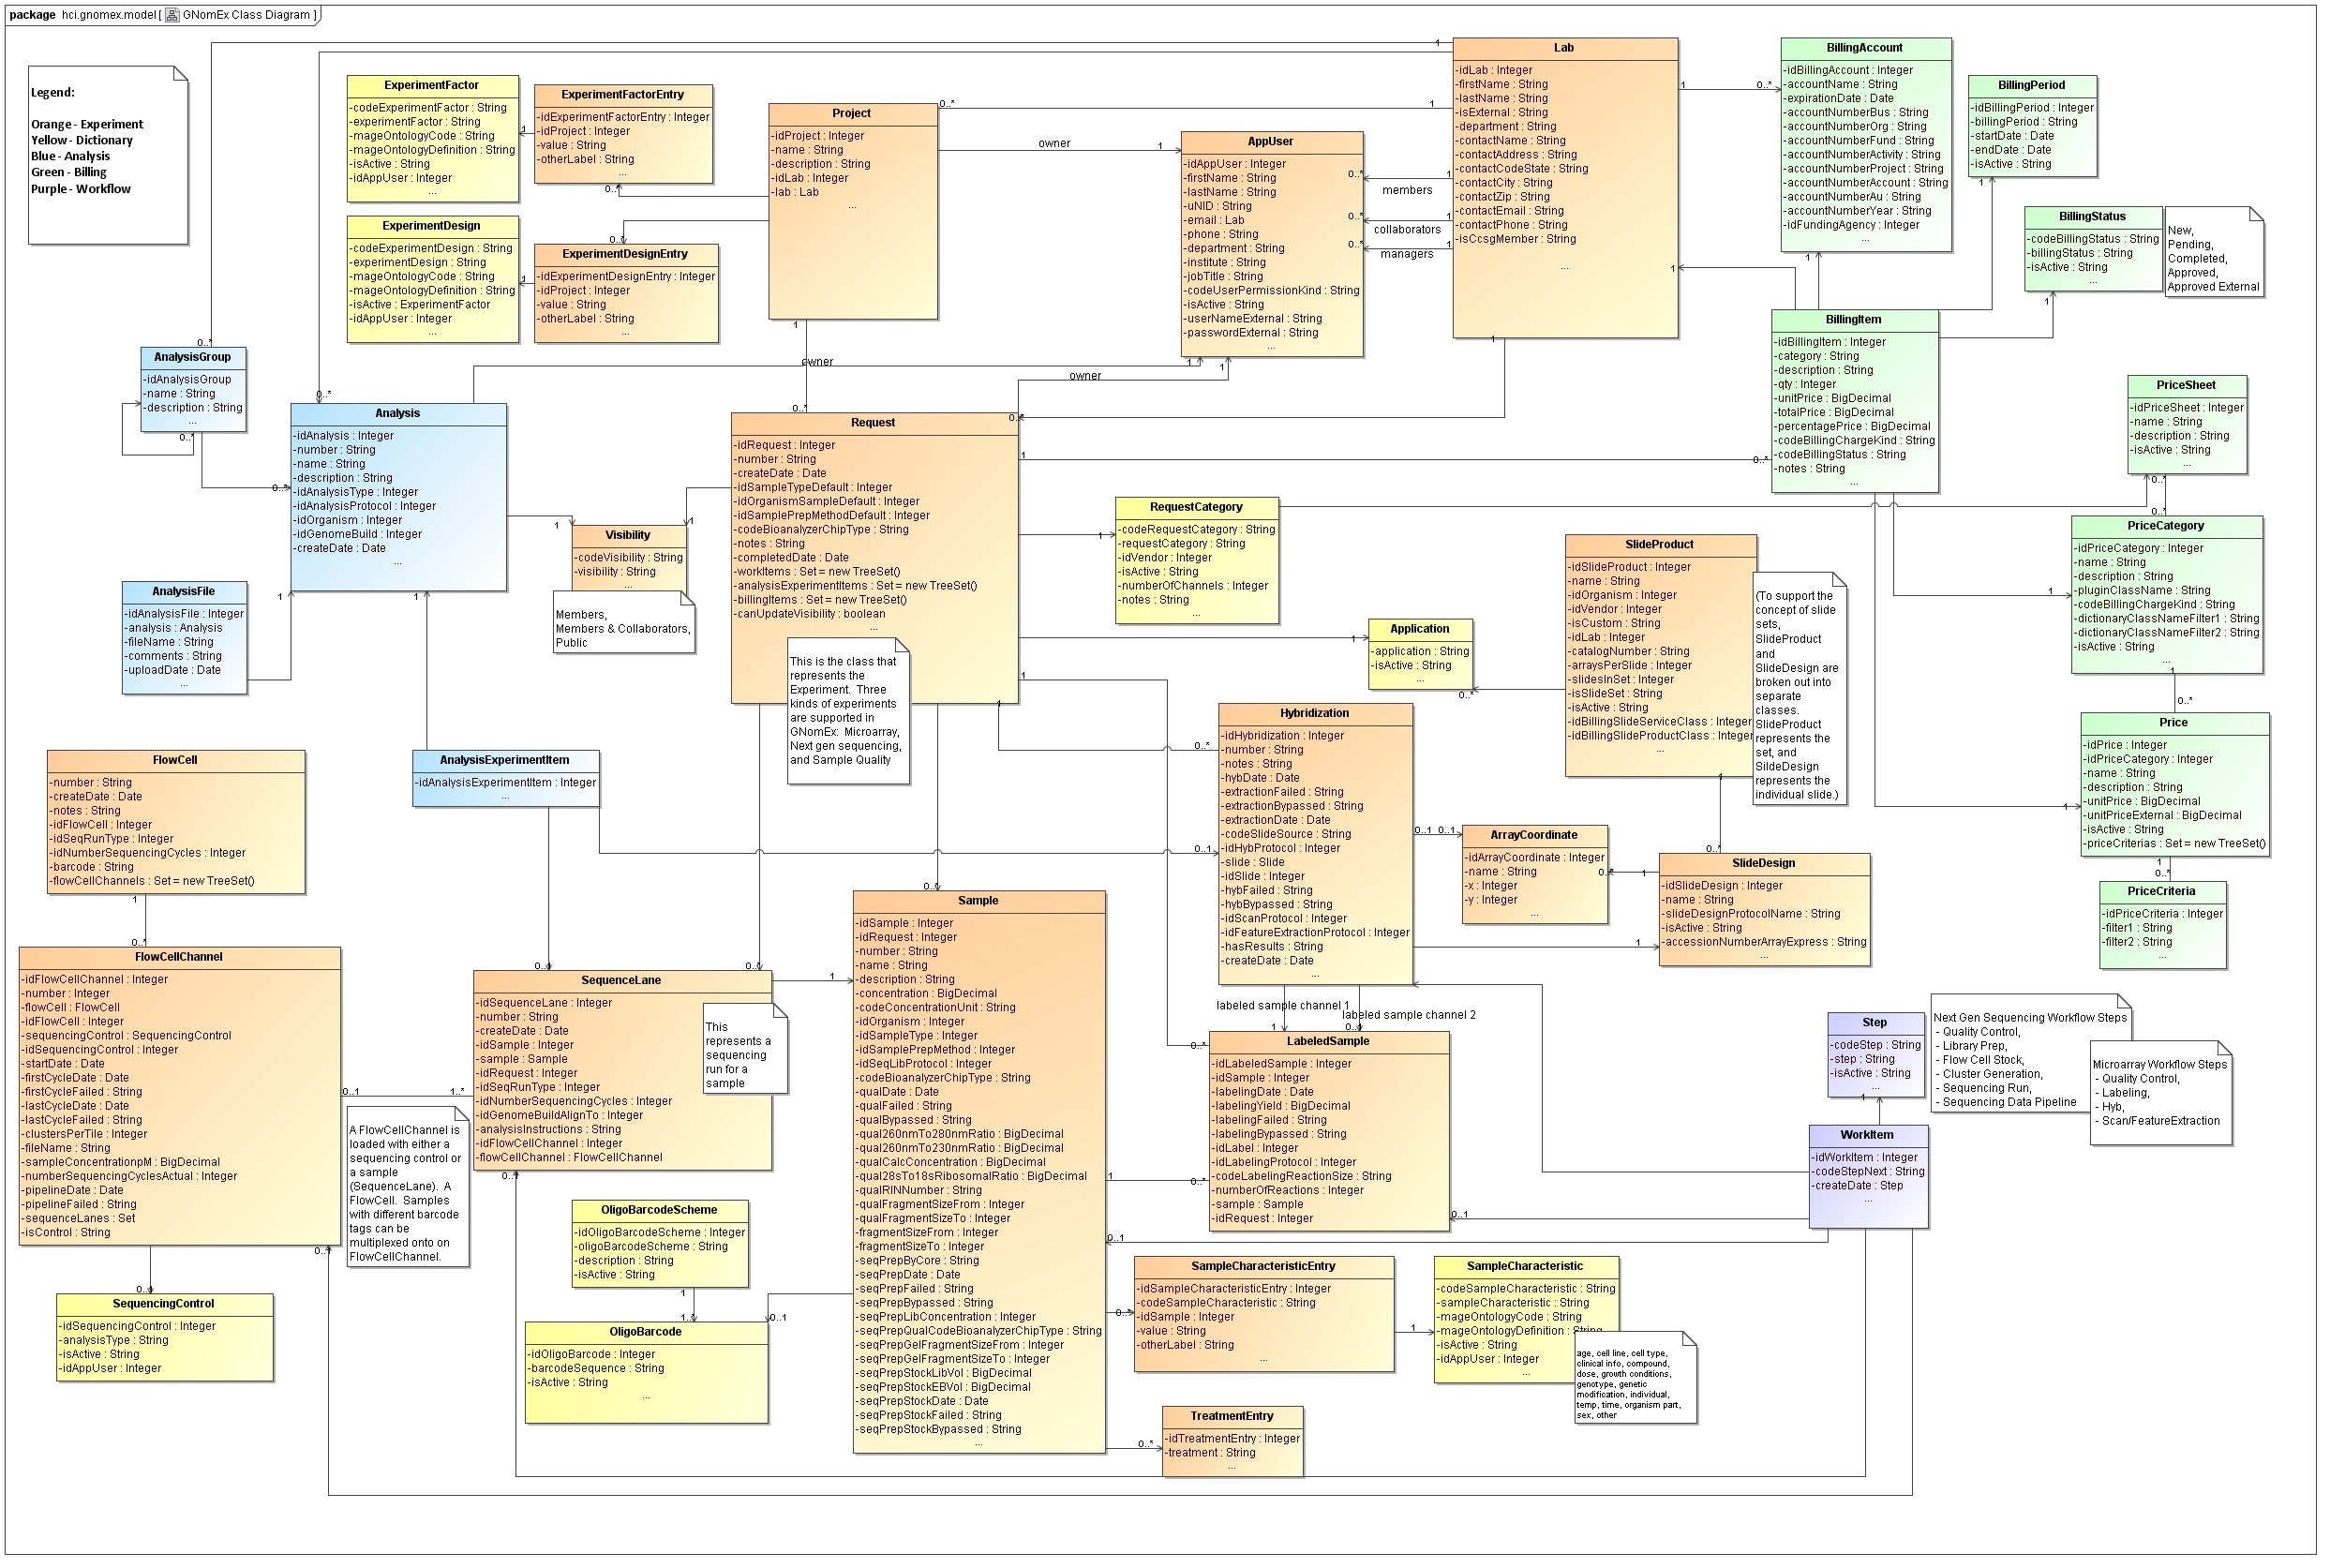 package hci.gnomex.model [ GNomEx Class Diagram ]
Legend:
Orange - Experiment
Yellow - Dictionary
Blue - Analysis
Green - Billing
Purple - Workflow
ExperimentFactor
-codeExperimentFactor : String
-experimentFactor : String
-mageOntologyCode : String
-mageOntologyDefinition : String
-isActive : String
-idAppUser : Integer
...
ExperimentFactorEntry
-idExperimentFactorEntry : Integer
-idProject : Integer
-value : String
-otherLabel : String
...
ExperimentDesign
-codeExperimentDesign : String
-experimentDesign : String
-mageOntologyCode : String
-mageOntologyDefinition : String
-isActive : ExperimentFactor
-idAppUser : Integer
...
ExperimentDesignEntry
-idExperimentDesignEntry : Integer
-idProject : Integer
-value : String
-otherLabel : String
...
Project
-idProject : Integer
-name : String
-description : String
-idLab : Integer
-lab : Lab
...
owner
AppUser
-idAppUser : Integer
-firstName : String
-lastName : String
-uNID : String
-email : Lab
-phone : String
-department : String
-institute : String
-jobTitle : String
-codeUserPermissionKind : String
-isActive : String
-userNameExternal : String
-passwordExternal : String
...
members
collaborators
managers
Lab
-idLab : Integer
-firstName : String
-lastName : String
-isExternal : String
-department : String
-contactName : String
-contactAddress : String
-contactCodeState : String
-contactCity : String
-contactZip : String
-contactEmail : String
-contactPhone : String
-isCcsgMember : String
...
BillingAccount
-idBillingAccount : Integer
-accountName : String
-expirationDate : Date
-accountNumberBus : String
-accountNumberOrg : String
-accountNumberFund : String
-accountNumberActivity : String
-accountNumberProject : String
-accountNumberAccount : String
-accountNumberAu : String
-accountNumberYear : String
-idFundingAgency : Integer
...
BillingPeriod
-idBillingPeriod : Integer
-billingPeriod : String
-startDate : Date
-endDate : Date
-isActive : String
BillingStatus
-codeBillingStatus : String
-billingStatus : String
-isActive : String
...
New,
Pending,
Completed,
Approved,
Approved External
BillingItem
-idBillingItem : Integer
-category : String
-description : String
-qty : Integer
-unitPrice : BigDecimal
-totalPrice : BigDecimal
-percentagePrice : BigDecimal
-codeBillingChargeKind : String
-codeBillingStatus : String
-notes : String
...
PriceSheet
-idPriceSheet : Integer
-name : String
-description : String
-isActive : String
...
AnalysisGroup
-idAnalysisGroup
-name : String
-description : String
...
Analysis
-idAnalysis : Integer
-number : String
-name : String
-description : String
-idAnalysisType : Integer
-idAnalysisProtocol : Integer
-idOrganism : Integer
-idGenomeBuild : Integer
-createDate : Date
...
owner
owner
Request
-idRequest : Integer
-number : String
-createDate : Date
-idSampleTypeDefault : Integer
-idOrganismSampleDefault : Integer
-idSamplePrepMethodDefault : Integer
-codeBioanalyzerChipType : String
-notes : String
-completedDate : Date
-workItems : Set = new TreeSet()
-analysisExperimentItems : Set = new TreeSet()
-billingItems : Set = new TreeSet()
-canUpdateVisibility : boolean
...
This is the class that
represents the
Experiment. Three
kinds of experiments
are supported in
GNomEx: Microarray,
Next gen sequencing,
and Sample Quality
Visibility
-codeVisibility : String
-visibility : String
...
Members,
Members & Collaborators,
Public
RequestCategory
-codeRequestCategory : String
-requestCategory : String
-idVendor : Integer
-isActive : String
-numberOfChannels : Integer
-notes : String
...
Application
-application : String
-isActive : String
...
SlideProduct
-idSlideProduct : Integer
-name : String
-idOrganism : Integer
-idVendor : Integer
-isCustom : String
-idLab : Integer
-catalogNumber : String
-arraysPerSlide : Integer
-slidesInSet : Integer
-isSlideSet : String
-isActive : String
-idBillingSlideServiceClass : Integer
-idBillingSlideProductClass : Integer
...
(To support the
concept of slide
sets,
SlideProduct
and
SlideDesign are
broken out into
separate
classes.
SlideProduct
represents the
set, and
SildeDesign
represents the
individual slide.)
PriceCategory
-idPriceCategory : Integer
-name : String
-description : String
-pluginClassName : String
-codeBillingChargeKind : String
-dictionaryClassNameFilter1 : String
-dictionaryClassNameFilter2 : String
-isActive : String
...
Price
-idPrice : Integer
-idPriceCategory : Integer
-name : String
-description : String
-unitPrice : BigDecimal
-unitPriceExternal : BigDecimal
-isActive : String
-priceCriterias : Set = new TreeSet()
PriceCriteria
-idPriceCriteria : Integer
-filter1 : String
-filter2 : String
...
AnalysisFile
-idAnalysisFile : Integer
-analysis : Analysis
-fileName : String
-comments : String
-uploadDate : Date
...
FlowCell
-number : String
-createDate : Date
-notes : String
-idFlowCell : Integer
-idSeqRunType : Integer
-idNumberSequencingCycles : Integer
-barcode : String
-flowCellChannels : Set = new TreeSet()
AnalysisExperimentItem
-idAnalysisExperimentItem : Integer
...
Hybridization
-idHybridization : Integer
-number : String
-notes : String
-hybDate : Date
-extractionFailed : String
-extractionBypassed : String
-extractionDate : Date
-codeSlideSource : String
-idHybProtocol : Integer
-slide : Slide
-idSlide : Integer
-hybFailed : String
-hybBypassed : String
-idScanProtocol : Integer
-idFeatureExtractionProtocol : Integer
-hasResults : String
-createDate : Date
...
ArrayCoordinate
-idArrayCoordinate : Integer
-name : String
-x : Integer
-y : Integer
...
SlideDesign
-idSlideDesign : Integer
-name : String
-slideDesignProtocolName : String
-isActive : String
-accessionNumberArrayExpress : String
...
labeled sample channel 1
labeled sample channel 2
FlowCellChannel
-idFlowCellChannel : Integer
-number : Integer
-flowCell : FlowCell
-idFlowCell : Integer
-sequencingControl : SequencingControl
-idSequencingControl : Integer
-startDate : Date
-firstCycleDate : Date
-firstCycleFailed : String
-lastCycleDate : Date
-lastCycleFailed : String
-clustersPerTile : Integer
-fileName : String
-sampleConcentrationpM : BigDecimal
-numberSequencingCyclesActual : Integer
-pipelineDate : Date
-pipelineFailed : String
-sequenceLanes : Set
-isControl : String
A FlowCellChannel is
loaded with either a
sequencing control or
a sample
(SequenceLane). A
FlowCell. Samples
with different barcode
tags can be
multiplexed onto on
FlowCellChannel.
SequenceLane
-idSequenceLane : Integer
-number : String
-createDate : Date
-idSample : Integer
-sample : Sample
-idRequest : Integer
-idSeqRunType : Integer
-idNumberSequencingCycles : Integer
-idGenomeBuildAlignTo : Integer
-analysisInstructions : String
-idFlowCellChannel : Integer
-flowCellChannel : FlowCellChannel
This
represents a
sequencing
run for a
sample
Sample
-idSample : Integer
-idRequest : Integer
-number : String
-name : String
-description : String
-concentration : BigDecimal
-codeConcentrationUnit : String
-idOrganism : Integer
-idSampleType : Integer
-idSamplePrepMethod : Integer
-idSeqLibProtocol : Integer
-codeBioanalyzerChipType : String
-qualDate : Date
-qualFailed : String
-qualBypassed : String
-qual260nmTo280nmRatio : BigDecimal
-qual260nmTo230nmRatio : BigDecimal
-qualCalcConcentration : BigDecimal
-qual28sTo18sRibosomalRatio : BigDecimal
-qualRINNumber : String
-qualFragmentSizeFrom : Integer
-qualFragmentSizeTo : Integer
-fragmentSizeFrom : Integer
-fragmentSizeTo : Integer
-seqPrepByCore : String
-seqPrepDate : Date
-seqPrepFailed : String
-seqPrepBypassed : String
-seqPrepLibConcentration : Integer
-seqPrepQualCodeBioanalyzerChipType : String
-seqPrepGelFragmentSizeFrom : Integer
-seqPrepGelFragmentSizeTo : Integer
-seqPrepStockLibVol : BigDecimal
-seqPrepStockEBVol : BigDecimal
-seqPrepStockDate : Date
-seqPrepStockFailed : String
-seqPrepStockBypassed : String
...
LabeledSample
-idLabeledSample : Integer
-idSample : Integer
-labelingDate : Date
-labelingYield : BigDecimal
-labelingFailed : String
-labelingBypassed : String
-idLabel : Integer
-idLabelingProtocol : Integer
-codeLabelingReactionSize : String
-numberOfReactions : Integer
-sample : Sample
-idRequest : Integer
Step
-codeStep : String
-step : String
-isActive : String
...
Next Gen Sequencing Workflow Steps
- Quality Control,
- Library Prep,
- Flow Cell Stock,
- Cluster Generation,
- Sequencing Run,
- Sequencing Data Pipeline
Microarray Workflow Steps
- Quality Control,
- Labeling,
- Hyb,
- Scan/FeatureExtraction
WorkItem
-idWorkItem : Integer
-codeStepNext : String
-createDate : Step
...
OligoBarcodeScheme
-idOligoBarcodeScheme : Integer
-oligoBarcodeScheme : String
-description : String
-isActive : String
OligoBarcode
-idOligoBarcode : Integer
-barcodeSequence : String
-isActive : String
...
SequencingControl
-idSequencingControl : Integer
-analysisType : String
-isActive : String
-idAppUser : Integer
SampleCharacteristicEntry
-idSampleCharacteristicEntry : Integer
-codeSampleCharacteristic : String
-idSample : Integer
-value : String
-otherLabel : String
...
SampleCharacteristic
-codeSampleCharacteristic : String
-sampleCharacteristic : String
-mageOntologyCode : String
-mageOntologyDefinition : String
-isActive : String
-idAppUser : Integer
...
age, cell line, cell type,
clinical info, compound,
dose, growth conditions,
genotype, genetic
modification, individual,
temp, time, organism part,
sex, other
TreatmentEntry
-idTreatmentEntry : Integer
-treatment : String
...